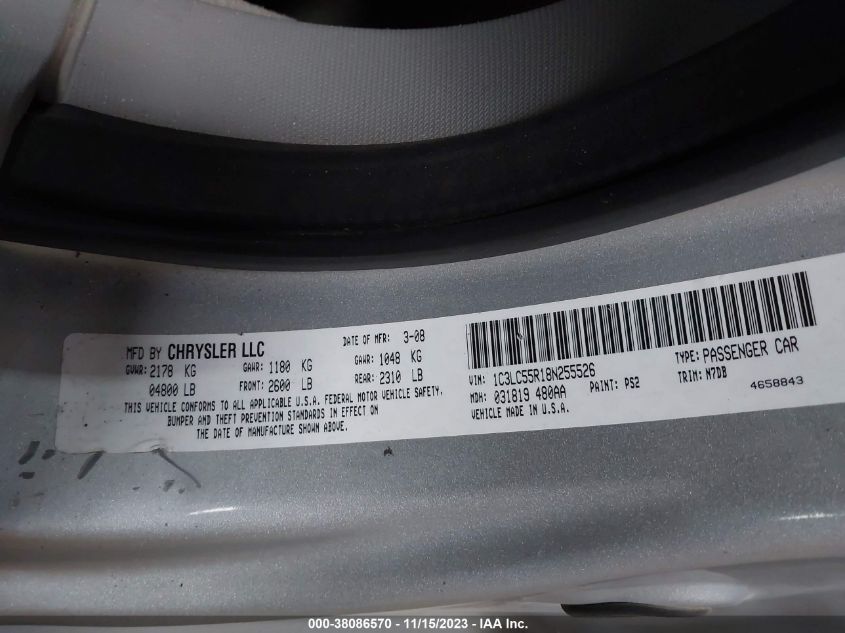 MFD BY CHRYSLER LLC DATE OF MFR: 3-08
GVWR: 2178 KG GAWR: 1180 KG GAWR: 1048 KG
04800 LB FRONT: 2600 LB REAR: 2310 LB
THIS VEHICLE CONFORMS TO ALL APPLICABLE U.S.A. FEDERAL MOTOR VEHICLE SAFETY,
BUMPER AND THEFT PREVENTION STANDARDS IN EFFECT ON
THE DATE OF MANUFACTURE SHOWN ABOVE.
VIN: 1C3LC55R18N255526 TYPE: PASSENGER CAR
MDH: 031819 480AA PAINT: PS2 TRIM: N7DB
VEHICLE MADE IN U.S.A. 4658843
000-38086570 - 11/15/2023 - IAA Inc.